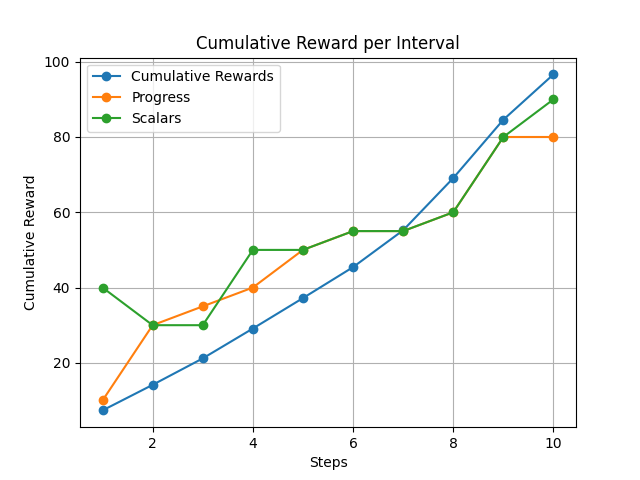 Cumulative Reward per Interval
Cumulative Rewards
Progress
Scalars
Cumulative Reward
100
80
60
40
20
2 4 6 8 10
Steps